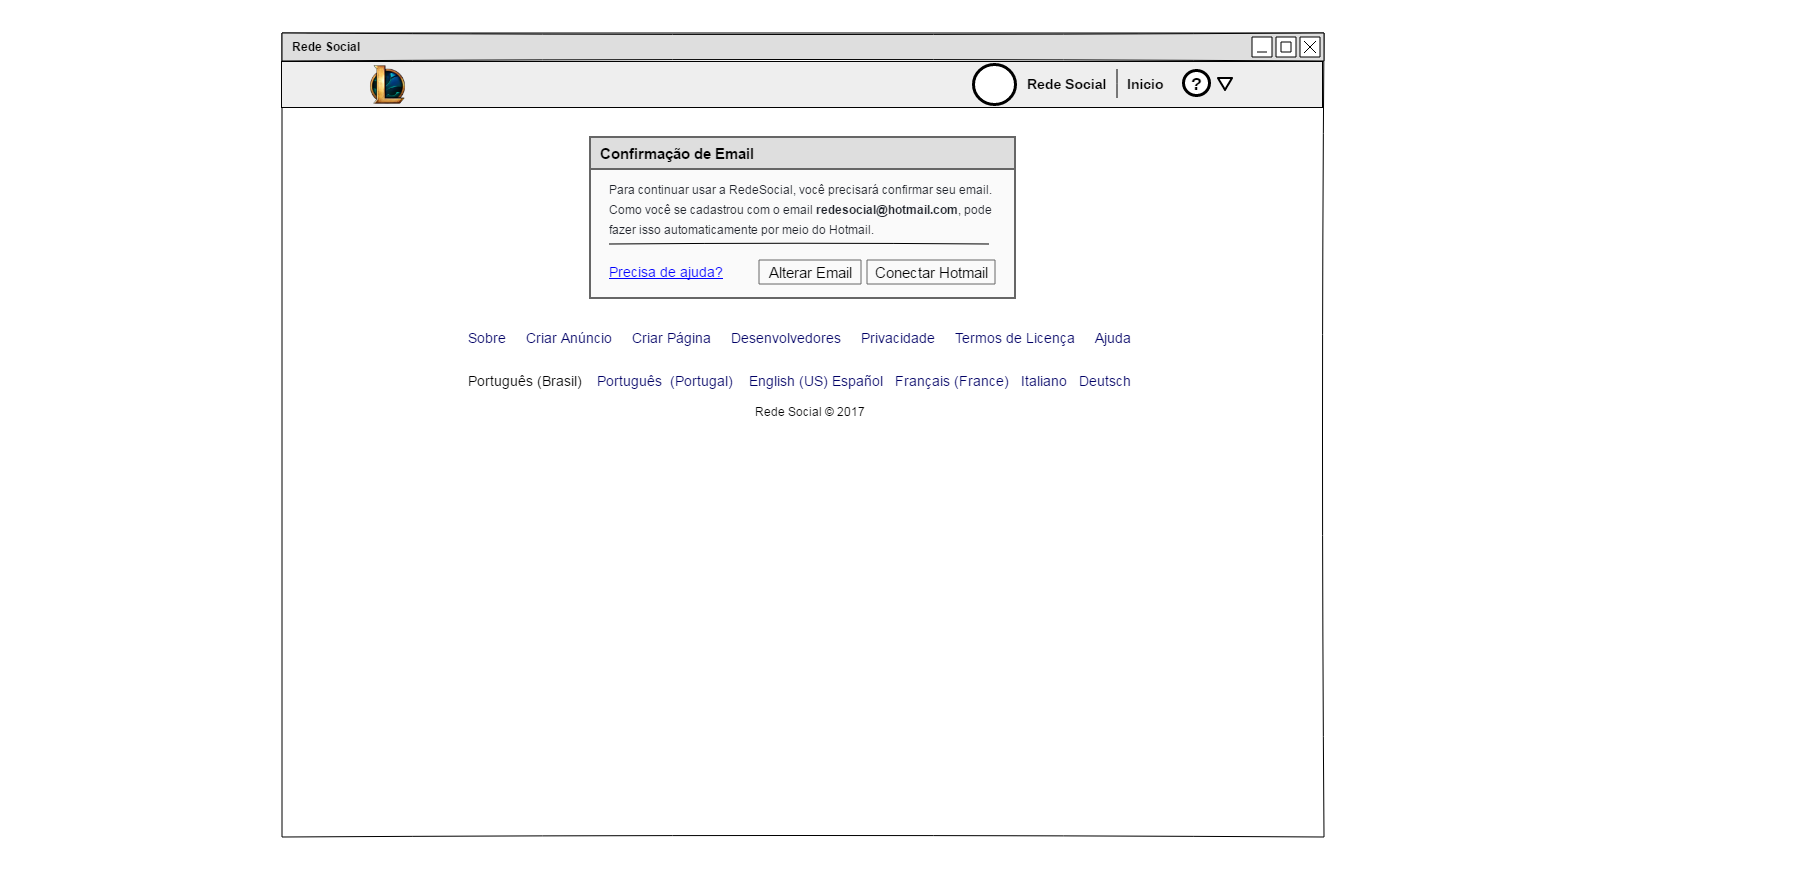 Rede Social
Rede Social Inicio ?
Confirmação de Email
Para continuar usar a RedeSocial, você precisará confirmar seu email.
Como você se cadastrou com o email redesocial@hotmail.com, pode
fazer isso automaticamente por meio do Hotmail.
Precisa de ajuda? Alterar Email Conectar Hotmail
Sobre Criar Anúncio Criar Página Desenvolvedores Privacidade Termos de Licença Ajuda
Português (Brasil) Português (Portugal) English (US) Español Français (France) Italiano Deutsch
Rede Social © 2017